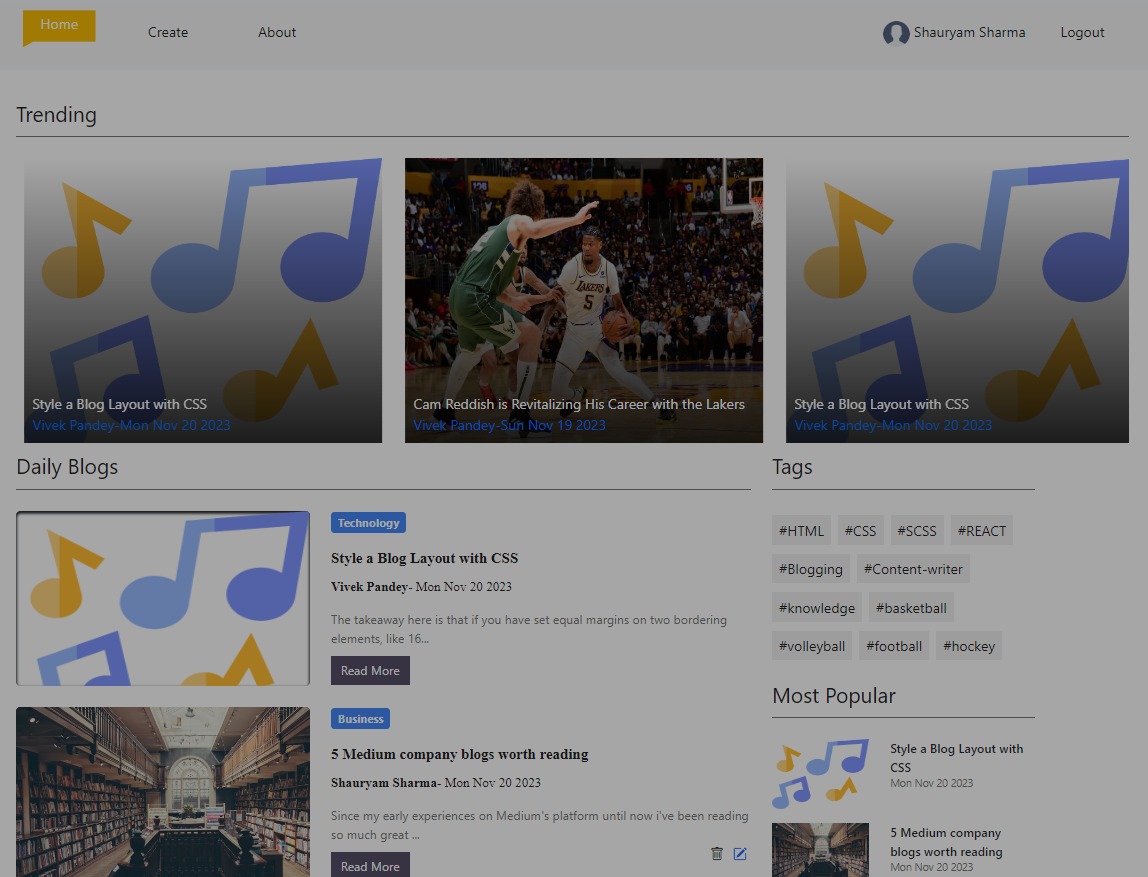 Home
Create
About
Shauryam Sharma
Logout
Trending
Style a Blog Layout with CSS
Vivek Pandey-Mon Nov 20 2023
LAKERS
5
Cam Reddish is Revitalizing His Career with the Lakers
Vivek Pandey-Sun Nov 19 2023
Style a Blog Layout with CSS
Vivek Pandey-Mon Nov 20 2023
Daily Blogs
Technology
Style a Blog Layout with CSS
Vivek Pandey- Mon Nov 20 2023
The takeaway here is that if you have set equal margins on two bordering
elements, like 16...
Read More
Business
5 Medium company blogs worth reading
Shauryam Sharma- Mon Nov 20 2023
Since my early experiences on Medium's platform until now i've been reading
so much great ...
Read More
Tags
#HTML #CSS #SCSS #REACT
#Blogging #Content-writer
#knowledge #basketball
#volleyball #football #hockey
Most Popular
Style a Blog Layout with
CSS
Mon Nov 20 2023
5 Medium company
blogs worth reading
Mon Nov 20 2023